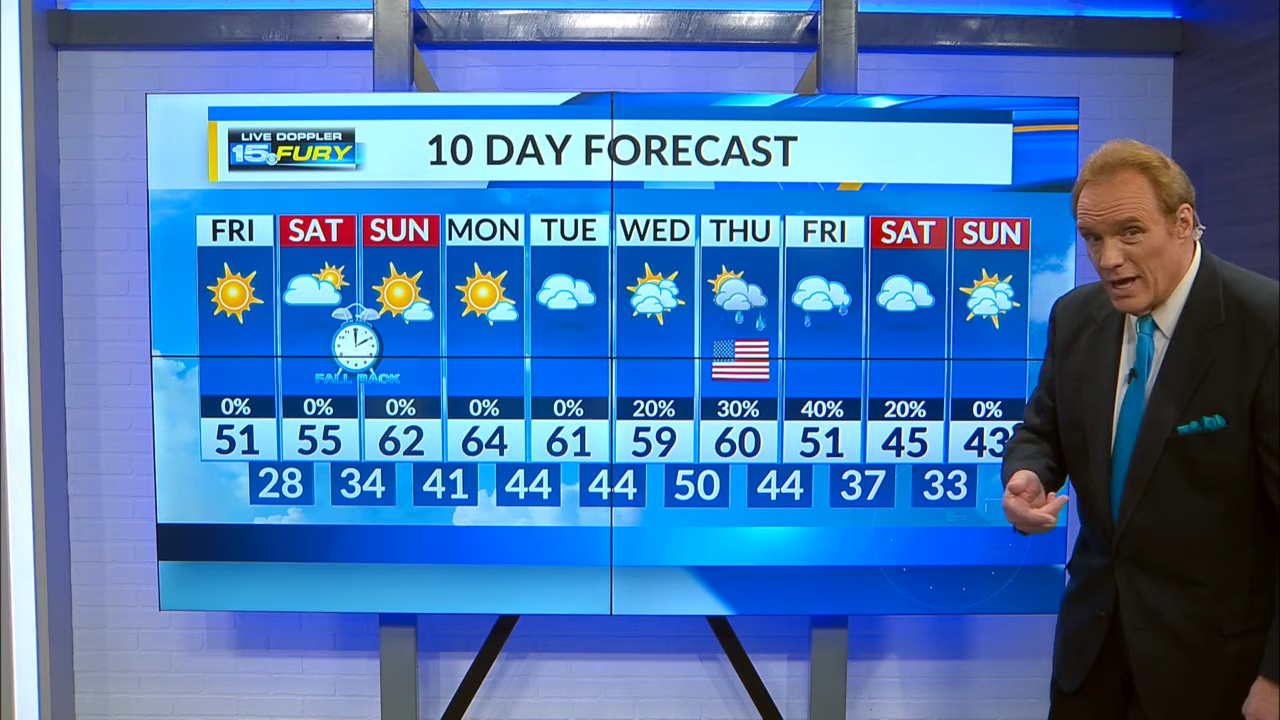 LIVE DOPPLER
15 FURY
10 DAY FORECAST
FRI SAT SUN MON TUE WED THU FRI SAT SUN
FALL BACK
0% 0% 0% 0% 0% 20% 30% 40% 20% 0%
51 55 62 64 61 59 60 51 45 43°
28 34 41 44 44 50 44 37 33